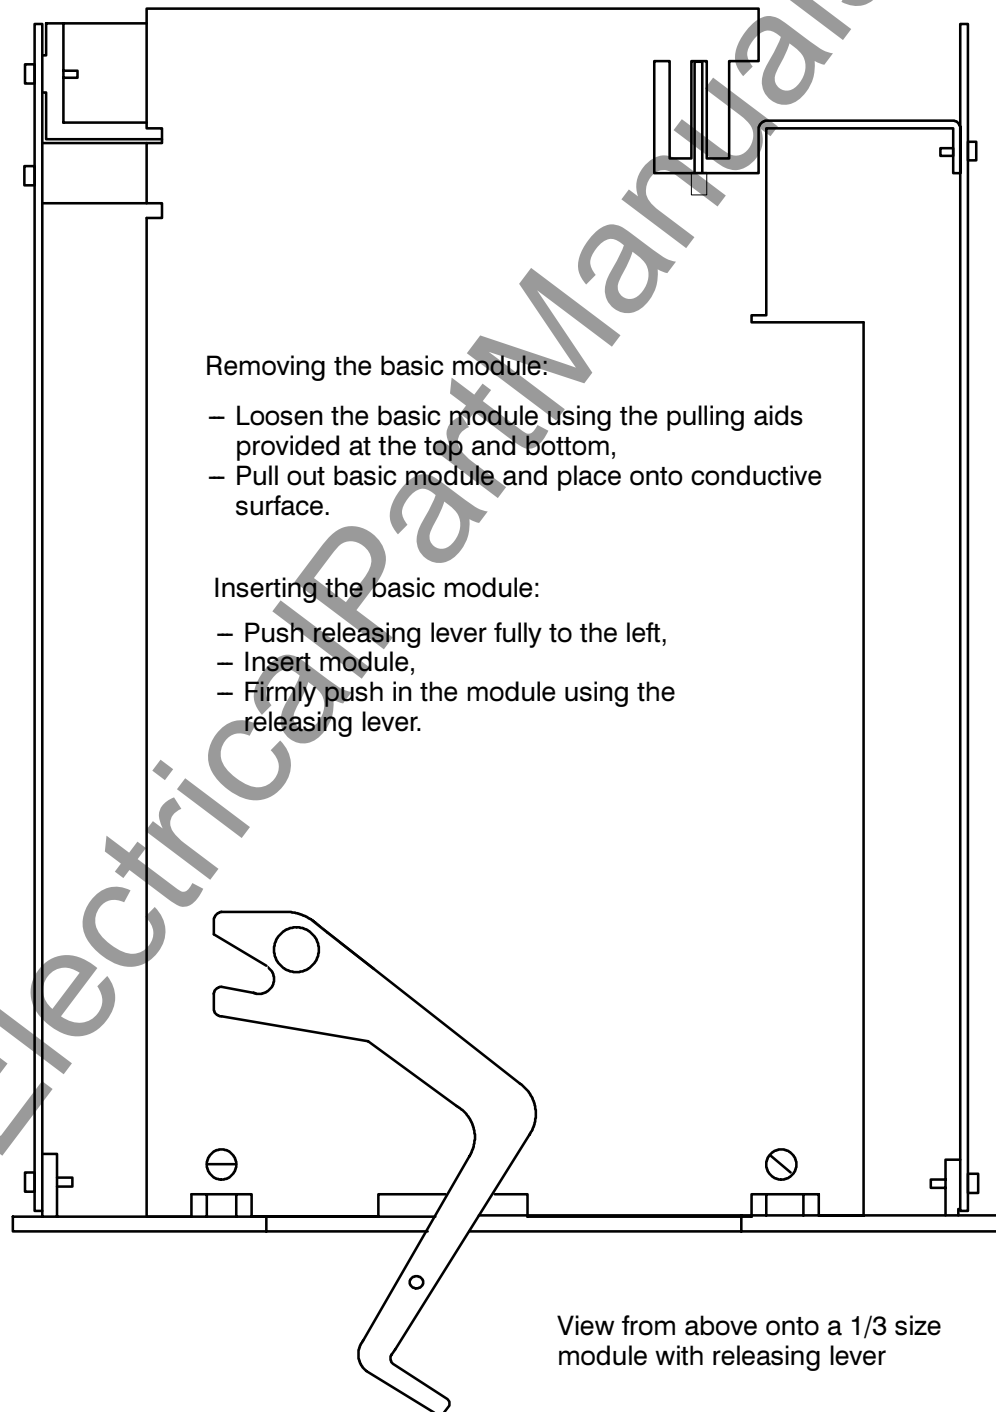 Removing the basic module:
– Loosen the basic module using the pulling aids
provided at the top and bottom,
– Pull out basic module and place onto conductive
surface.
Inserting the basic module:
– Push releasing lever fully to the left,
– Insert module,
– Firmly push in the module using the
releasing lever.
View from above onto a 1/3 size
module with releasing lever
ElectricalPartManuals